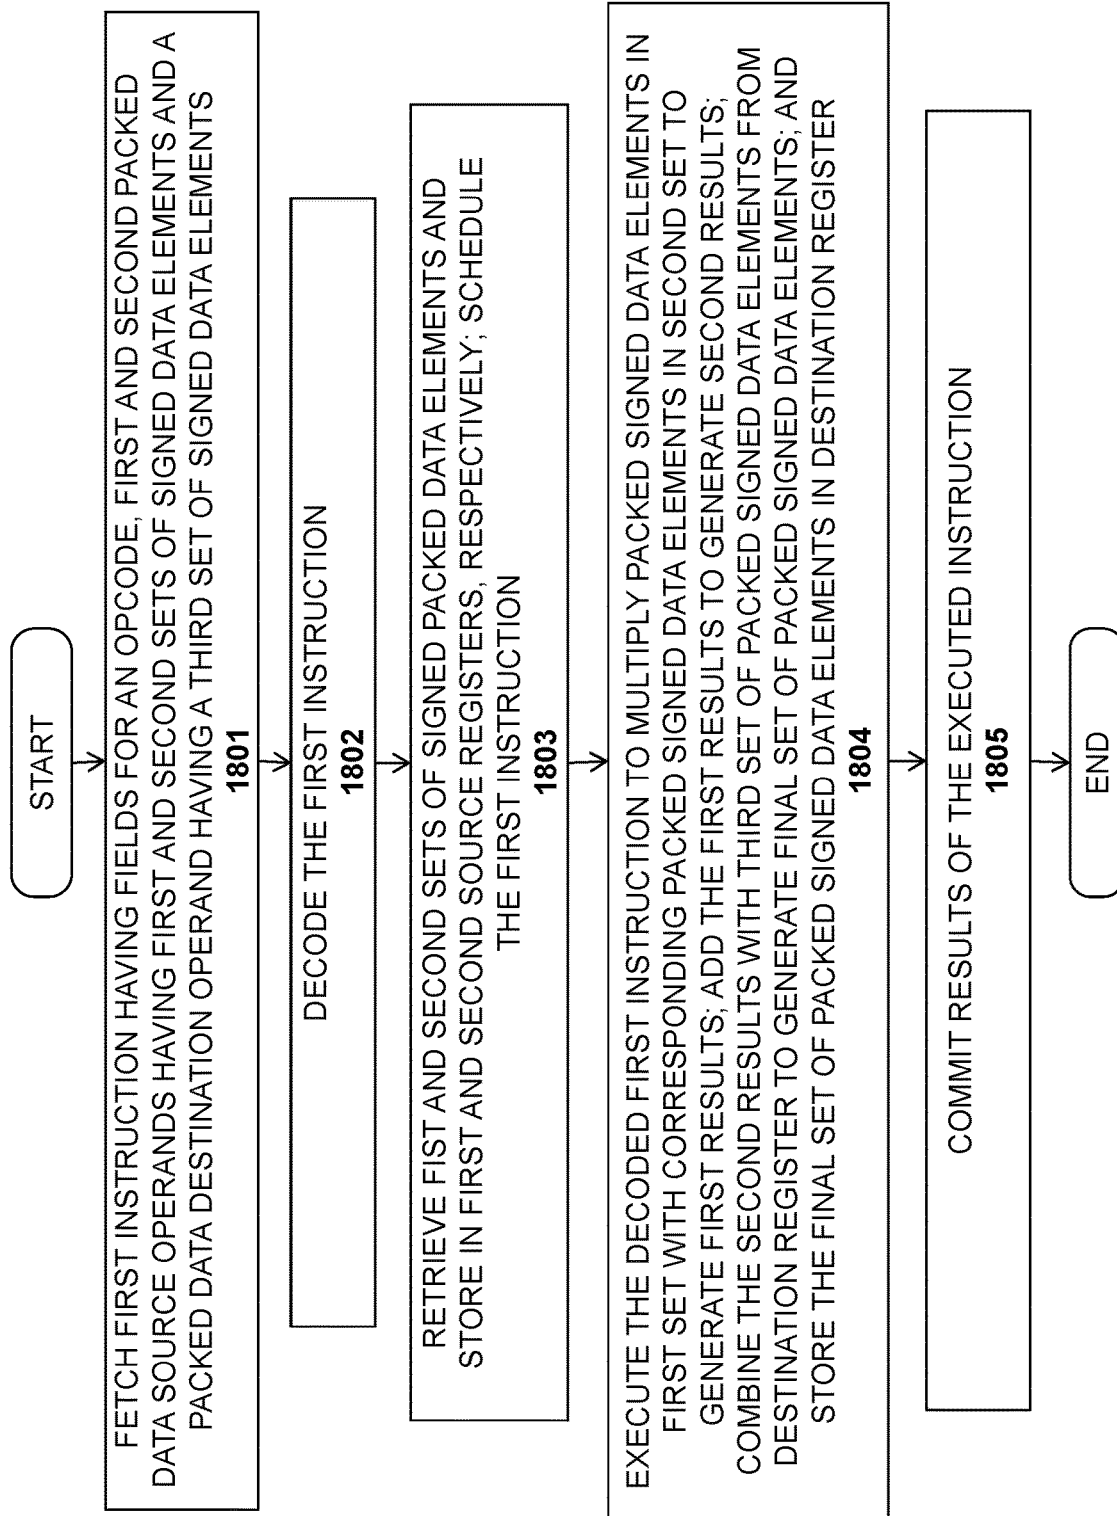 START
FETCH FIRST INSTRUCTION HAVING FIELDS FOR AN OPCODE, FIRST AND SECOND PACKED
DATA SOURCE OPERANDS HAVING FIRST AND SECOND SETS OF SIGNED DATA ELEMENTS AND A
PACKED DATA DESTINATION OPERAND HAVING A THIRD SET OF SIGNED DATA ELEMENTS
1801
DECODE THE FIRST INSTRUCTION
1802
RETRIEVE FIST AND SECOND SETS OF SIGNED PACKED DATA ELEMENTS AND
STORE IN FIRST AND SECOND SOURCE REGISTERS, RESPECTIVELY; SCHEDULE
THE FIRST INSTRUCTION
1803
EXECUTE THE DECODED FIRST INSTRUCTION TO MULTIPLY PACKED SIGNED DATA ELEMENTS IN
FIRST SET WITH CORRESPONDING PACKED SIGNED DATA ELEMENTS IN SECOND SET TO
GENERATE FIRST RESULTS; ADD THE FIRST RESULTS TO GENERATE SECOND RESULTS;
COMBINE THE SECOND RESULTS WITH THIRD SET OF PACKED SIGNED DATA ELEMENTS FROM
DESTINATION REGISTER TO GENERATE FINAL SET OF PACKED SIGNED DATA ELEMENTS; AND
STORE THE FINAL SET OF PACKED SIGNED DATA ELEMENTS IN DESTINATION REGISTER
1804
COMMIT RESULTS OF THE EXECUTED INSTRUCTION
1805
END